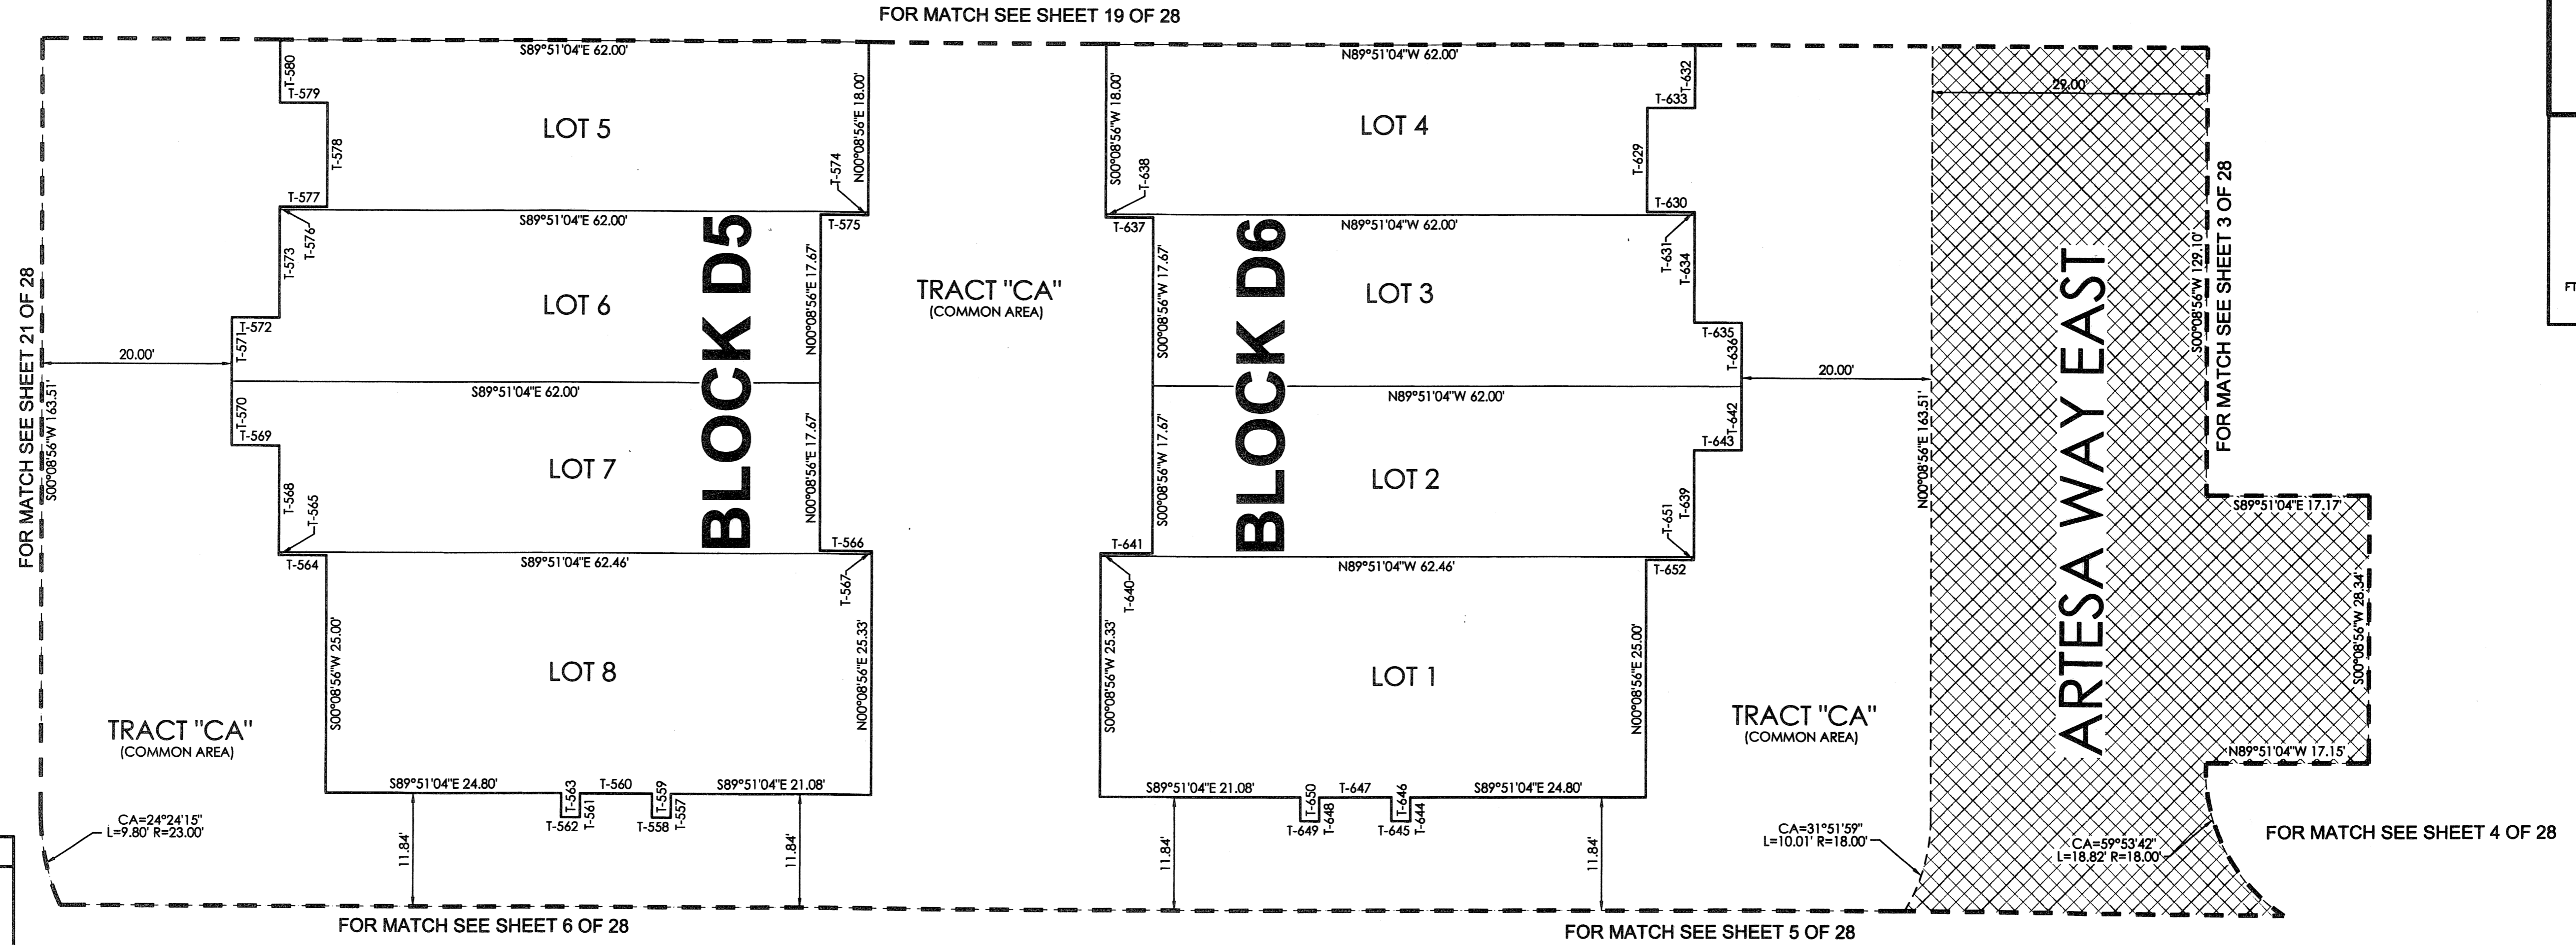 FOR MATCH SEE SHEET 19 OF 28
S89°51'04"E 62.00'
N89°51'04"W 62.00'
T-580
T-579
T-578
T-577
T-576
LOT 5
T-574
N00°08'56"E 18.00'
T-575
S00°08'56"W 18.00'
T-638
T-637
LOT 4
T-632
T-633
T-629
T-630
T-631
29.00'
S89°51'04"E 62.00'
N89°51'04"W 62.00'
T-573
T-572
T-571
LOT 6
N00°08'56"E 17.67'
BLOCK D5
TRACT "CA"
(COMMON AREA)
BLOCK D6
S00°08'56"W 17.67'
LOT 3
T-634
T-635
T-636
FOR MATCH SEE SHEET 21 OF 28
S00°08'56"W 163.51'
20.00'
20.00'
N00°08'56"E 163.51'
ARTESA WAY EAST
S00°08'56"W 129.10'
FOR MATCH SEE SHEET 3 OF 28
FT
S89°51'04"E 62.00'
N89°51'04"W 62.00'
T-570
T-569
T-568
T-565
LOT 7
N00°08'56"E 17.67'
T-566
T-567
S00°08'56"W 17.67'
T-641
T-640
LOT 2
T-642
T-643
T-639
T-651
T-652
S89°51'04"E 17.17'
S00°08'56"W 28.34'
N89°51'04"W 17.15'
T-564
S89°51'04"E 62.46'
N89°51'04"W 62.46'
S00°08'56"W 25.00'
LOT 8
N00°08'56"E 25.33'
S00°08'56"W 25.33'
LOT 1
N00°08'56"E 25.00'
TRACT "CA"
(COMMON AREA)
TRACT "CA"
(COMMON AREA)
S89°51'04"E 24.80'
T-563
T-560
T-559
S89°51'04"E 21.08'
T-562
T-561
T-558
T-557
S89°51'04"E 21.08'
T-650
T-647
T-646
S89°51'04"E 24.80'
T-649
T-648
T-645
T-644
CA=24°24'15"
L=9.80' R=23.00'
11.84'
11.84'
11.84'
11.84'
CA=31°51'59"
L=10.01' R=18.00'
CA=59°53'42"
L=18.82' R=18.00'
FOR MATCH SEE SHEET 4 OF 28
FOR MATCH SEE SHEET 6 OF 28
FOR MATCH SEE SHEET 5 OF 28